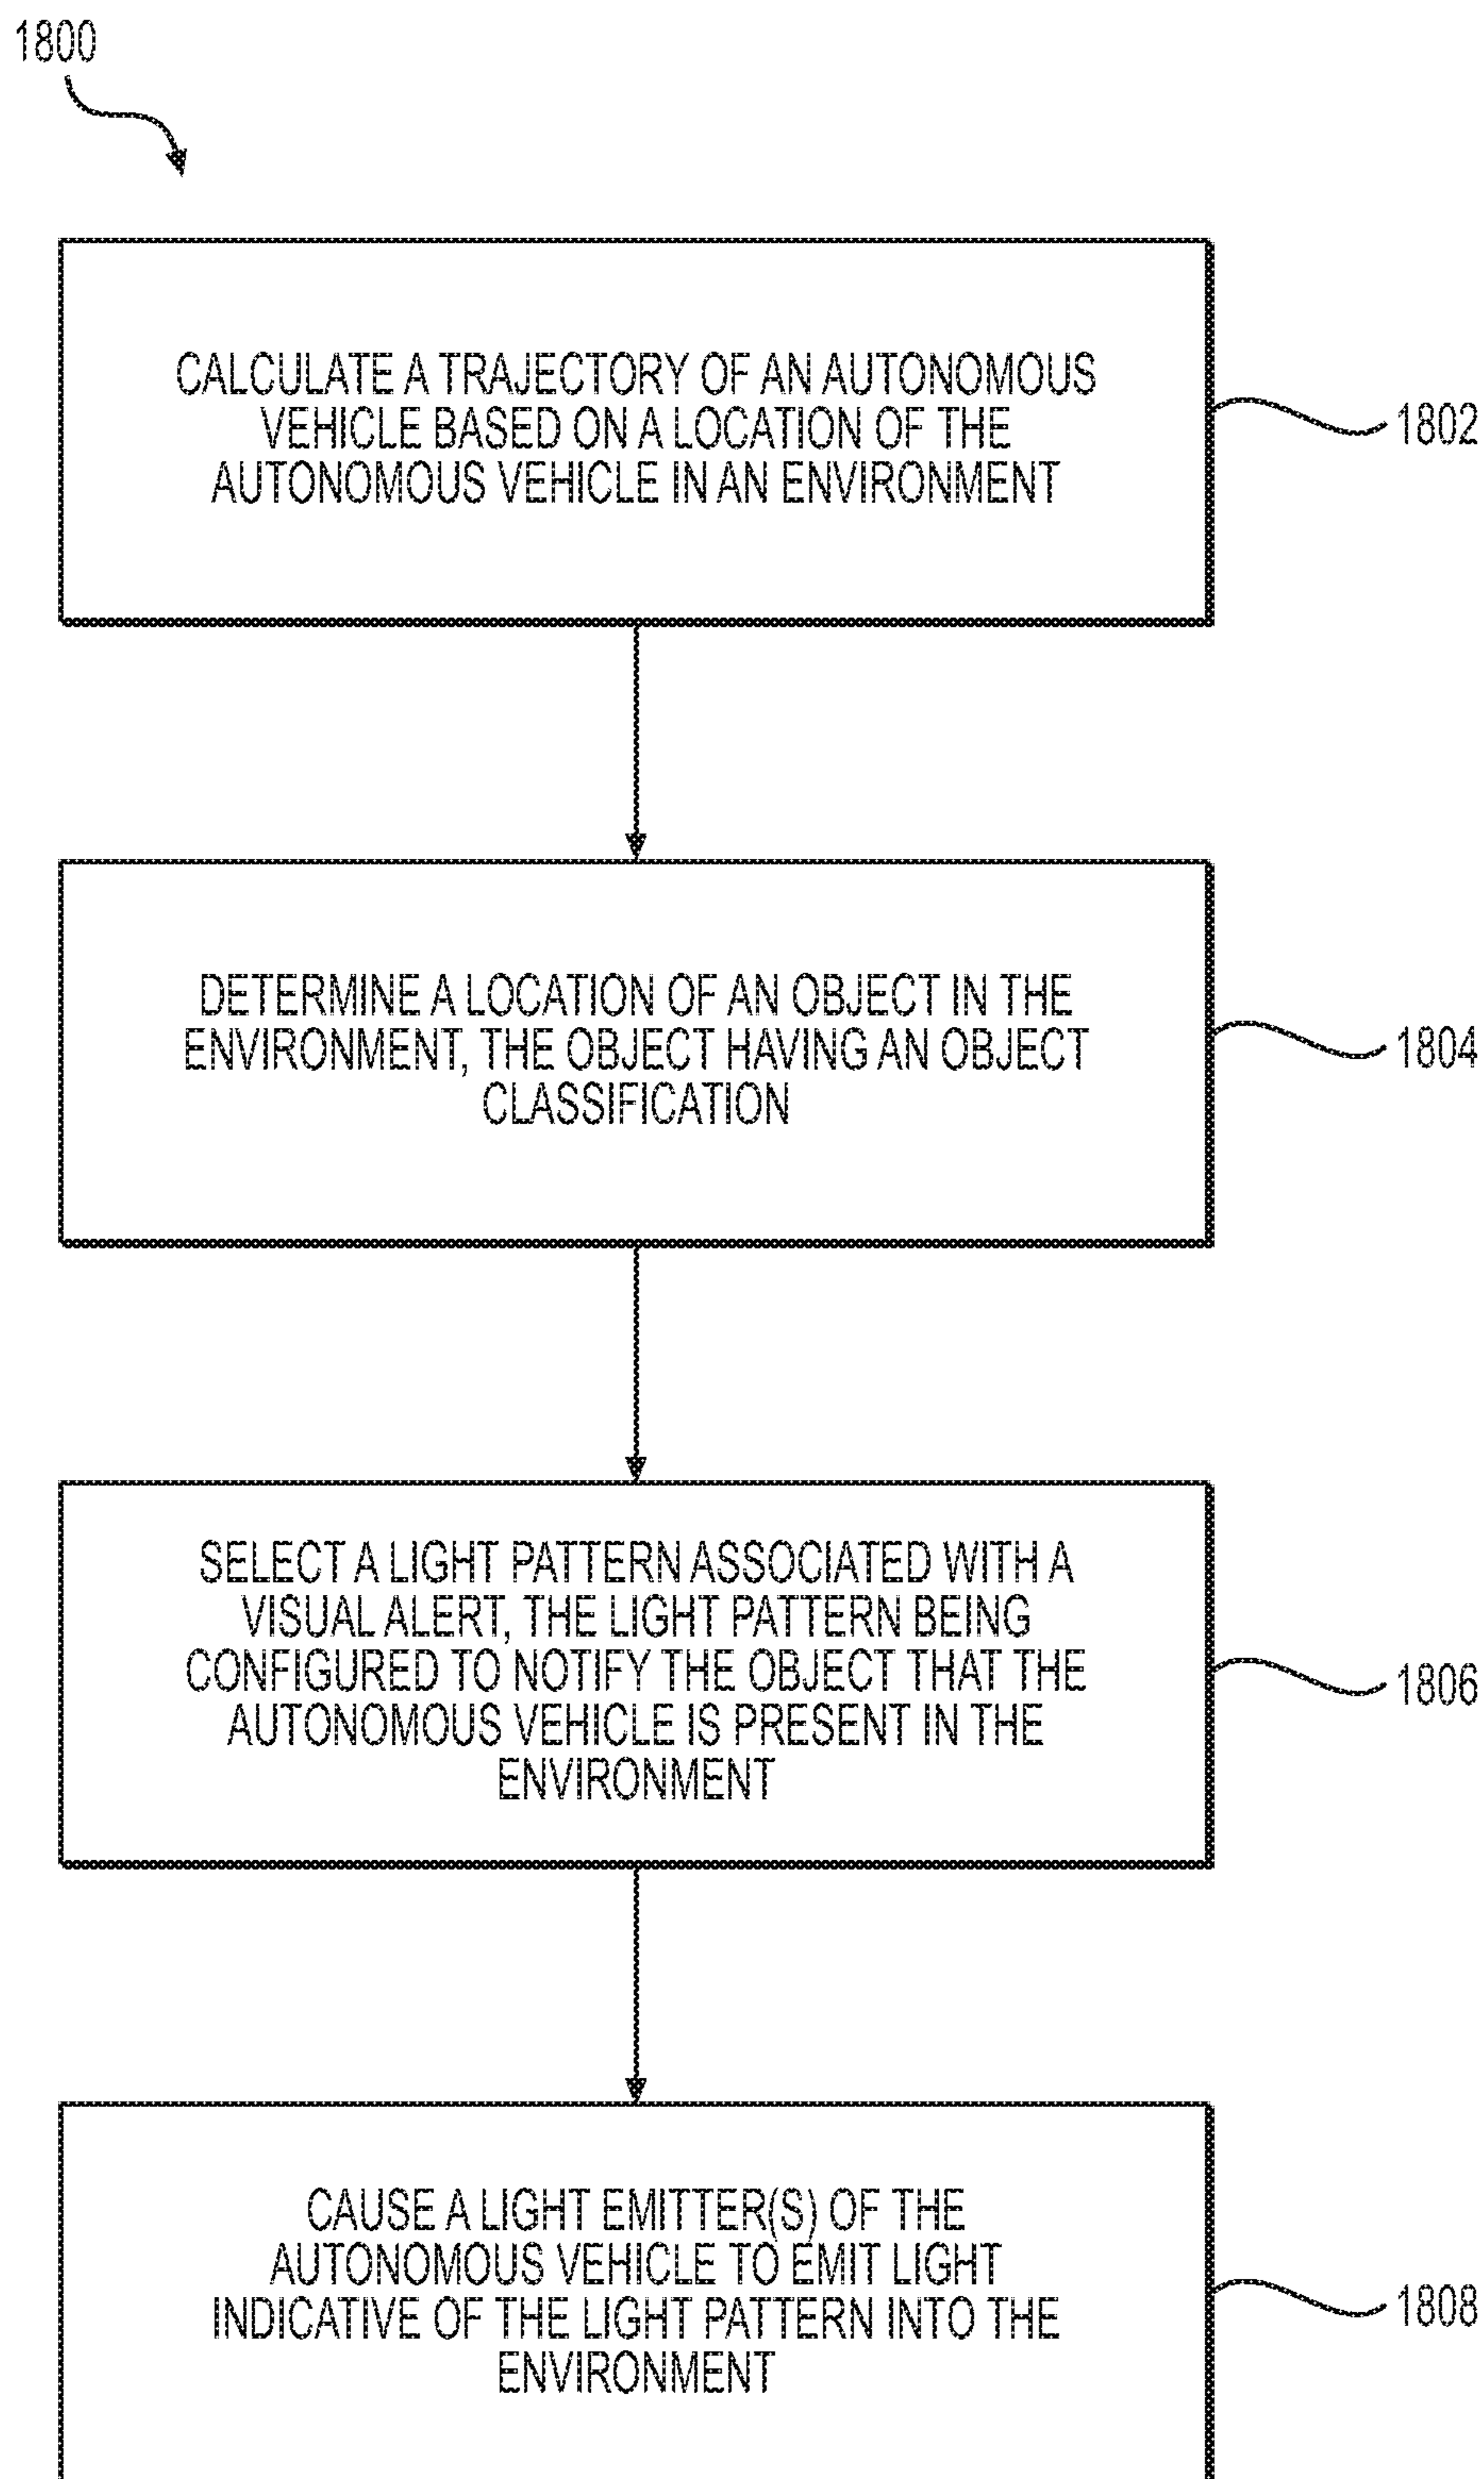 1800
CALCULATE A TRAJECTORY OF AN AUTONOMOUS
VEHICLE BASED ON A LOCATION OF THE
AUTONOMOUS VEHICLE IN AN ENVIRONMENT
1802
DETERMINE A LOCATION OF AN OBJECT IN THE
ENVIRONMENT, THE OBJECT HAVING AN OBJECT
CLASSIFICATION
1804
SELECT A LIGHT PATTERN ASSOCIATED WITH A
VISUAL ALERT, THE LIGHT PATTERN BEING
CONFIGURED TO NOTIFY THE OBJECT THAT THE
AUTONOMOUS VEHICLE IS PRESENT IN THE
ENVIRONMENT
1806
CAUSE A LIGHT EMITTER(S) OF THE
AUTONOMOUS VEHICLE TO EMIT LIGHT
INDICATIVE OF THE LIGHT PATTERN INTO THE
ENVIRONMENT
1808